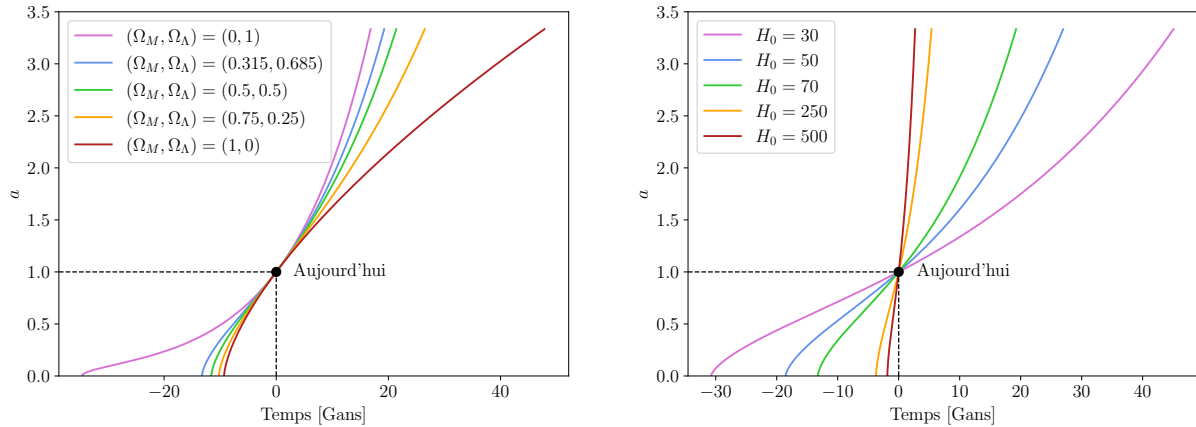 3.5
3.0
2.5
2.0
1.5
1.0
0.5
0.0
a
(Ω_M, Ω_Λ) = (0, 1)
(Ω_M, Ω_Λ) = (0.315, 0.685)
(Ω_M, Ω_Λ) = (0.5, 0.5)
(Ω_M, Ω_Λ) = (0.75, 0.25)
(Ω_M, Ω_Λ) = (1, 0)
Aujourd'hui
−20 0 20 40
Temps [Gans]
3.5
3.0
2.5
2.0
1.5
1.0
0.5
0.0
a
H_0 = 30
H_0 = 50
H_0 = 70
H_0 = 250
H_0 = 500
Aujourd'hui
−30 −20 −10 0 10 20 30 40
Temps [Gans]